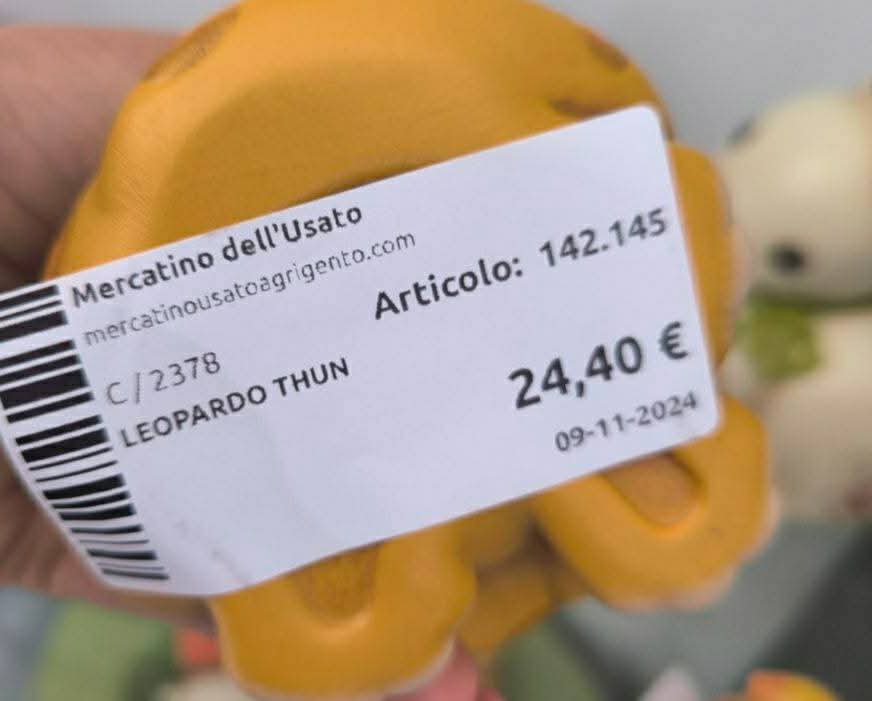 Mercatino dell'Usato
mercatinousatoagrigento.com
Articolo: 142.145
C/2378
LEOPARDO THUN
24,40 €
09-11-2024